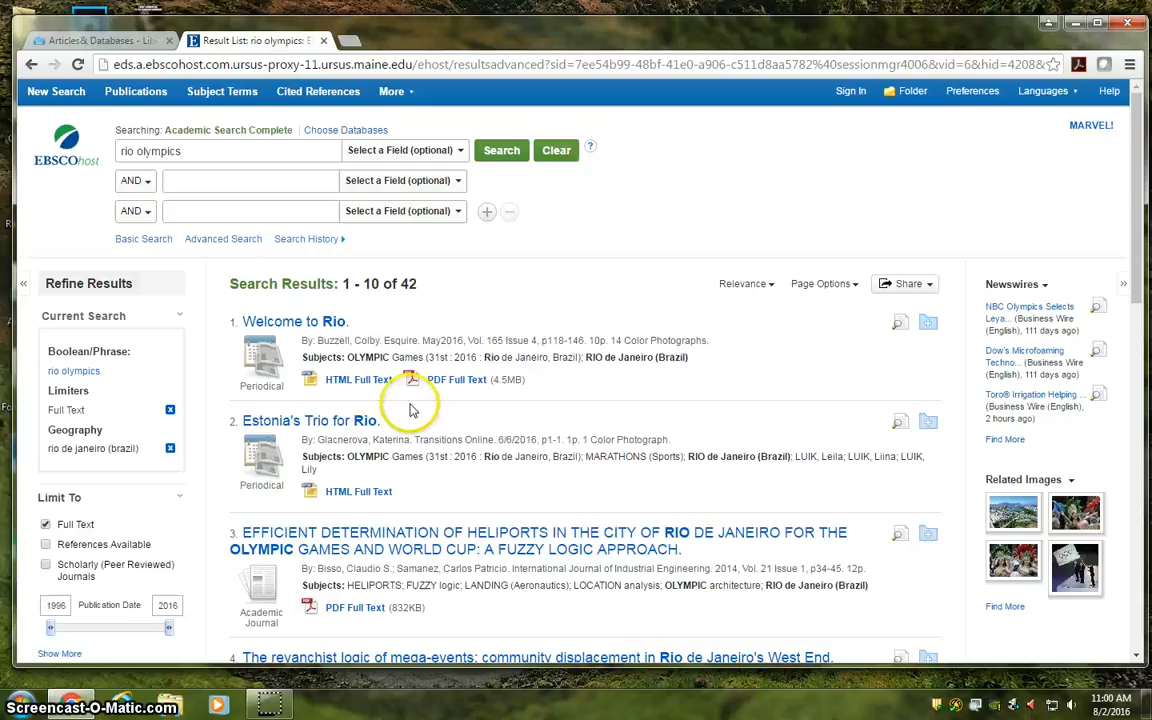 Articles& Databases - Lib
Result List: rio olympics: E
eds.a.ebscohost.com.ursus-proxy-11.ursus.maine.edu/ehost/resultsadvanced?sid=7ee54b99-48bf-41e0-a906-c511d8aa5782%40sessionmgr4006&vid=6&hid=4208&
New Search Publications Subject Terms Cited References More Sign In Folder Preferences Languages Help
Searching: Academic Search Complete Choose Databases
MARVEL!
EBSCOhost
rio olympics Select a Field (optional) Search Clear ?
AND Select a Field (optional)
AND Select a Field (optional)
Basic Search Advanced Search Search History
« Refine Results
Current Search
Boolean/Phrase:
rio olympics
Limiters
Full Text
Geography
rio de janeiro (brazil)
Limit To
Full Text
References Available
Scholarly (Peer Reviewed)
Journals
1996 Publication Date 2016
Show More
Search Results: 1 - 10 of 42 Relevance Page Options Share
1. Welcome to Rio.
By: Buzzell, Colby. Esquire. May2016, Vol. 165 Issue 4, p118-146. 10p. 14 Color Photographs.
Subjects: OLYMPIC Games (31st : 2016 : Rio de Janeiro, Brazil); RIO de Janeiro (Brazil)
Periodical
HTML Full Text PDF Full Text (4.5MB)
2. Estonia's Trio for Rio.
By: Glacnerova, Katerina. Transitions Online. 6/6/2016, p1-1. 1p. 1 Color Photograph.
Subjects: OLYMPIC Games (31st : 2016 : Rio de Janeiro, Brazil); MARATHONS (Sports); RIO de Janeiro (Brazil); LUIK, Leila; LUIK, Liina; LUIK,
Lily
Periodical
HTML Full Text
3. EFFICIENT DETERMINATION OF HELIPORTS IN THE CITY OF RIO DE JANEIRO FOR THE
OLYMPIC GAMES AND WORLD CUP: A FUZZY LOGIC APPROACH.
By: Bisso, Claudio S.; Samanez, Carlos Patricio. International Journal of Industrial Engineering. 2014, Vol. 21 Issue 1, p34-45. 12p.
Subjects: HELIPORTS; FUZZY logic; LANDING (Aeronautics); LOCATION analysis; OLYMPIC architecture; RIO de Janeiro (Brazil)
Academic
Journal
PDF Full Text (832KB)
4. The revanchist logic of mega-events: community displacement in Rio de Janeiro's West End.
»
Newswires
NBC Olympics Selects
Leya... (Business Wire
(English), 111 days ago)
Dow's Microfoaming
Techno... (Business Wire
(English), 111 days ago)
Toro® Irrigation Helping ...
(Business Wire (English),
2 hours ago)
Find More
Related Images
Find More
Screencast-O-Matic.com
11:00 AM
8/2/2016